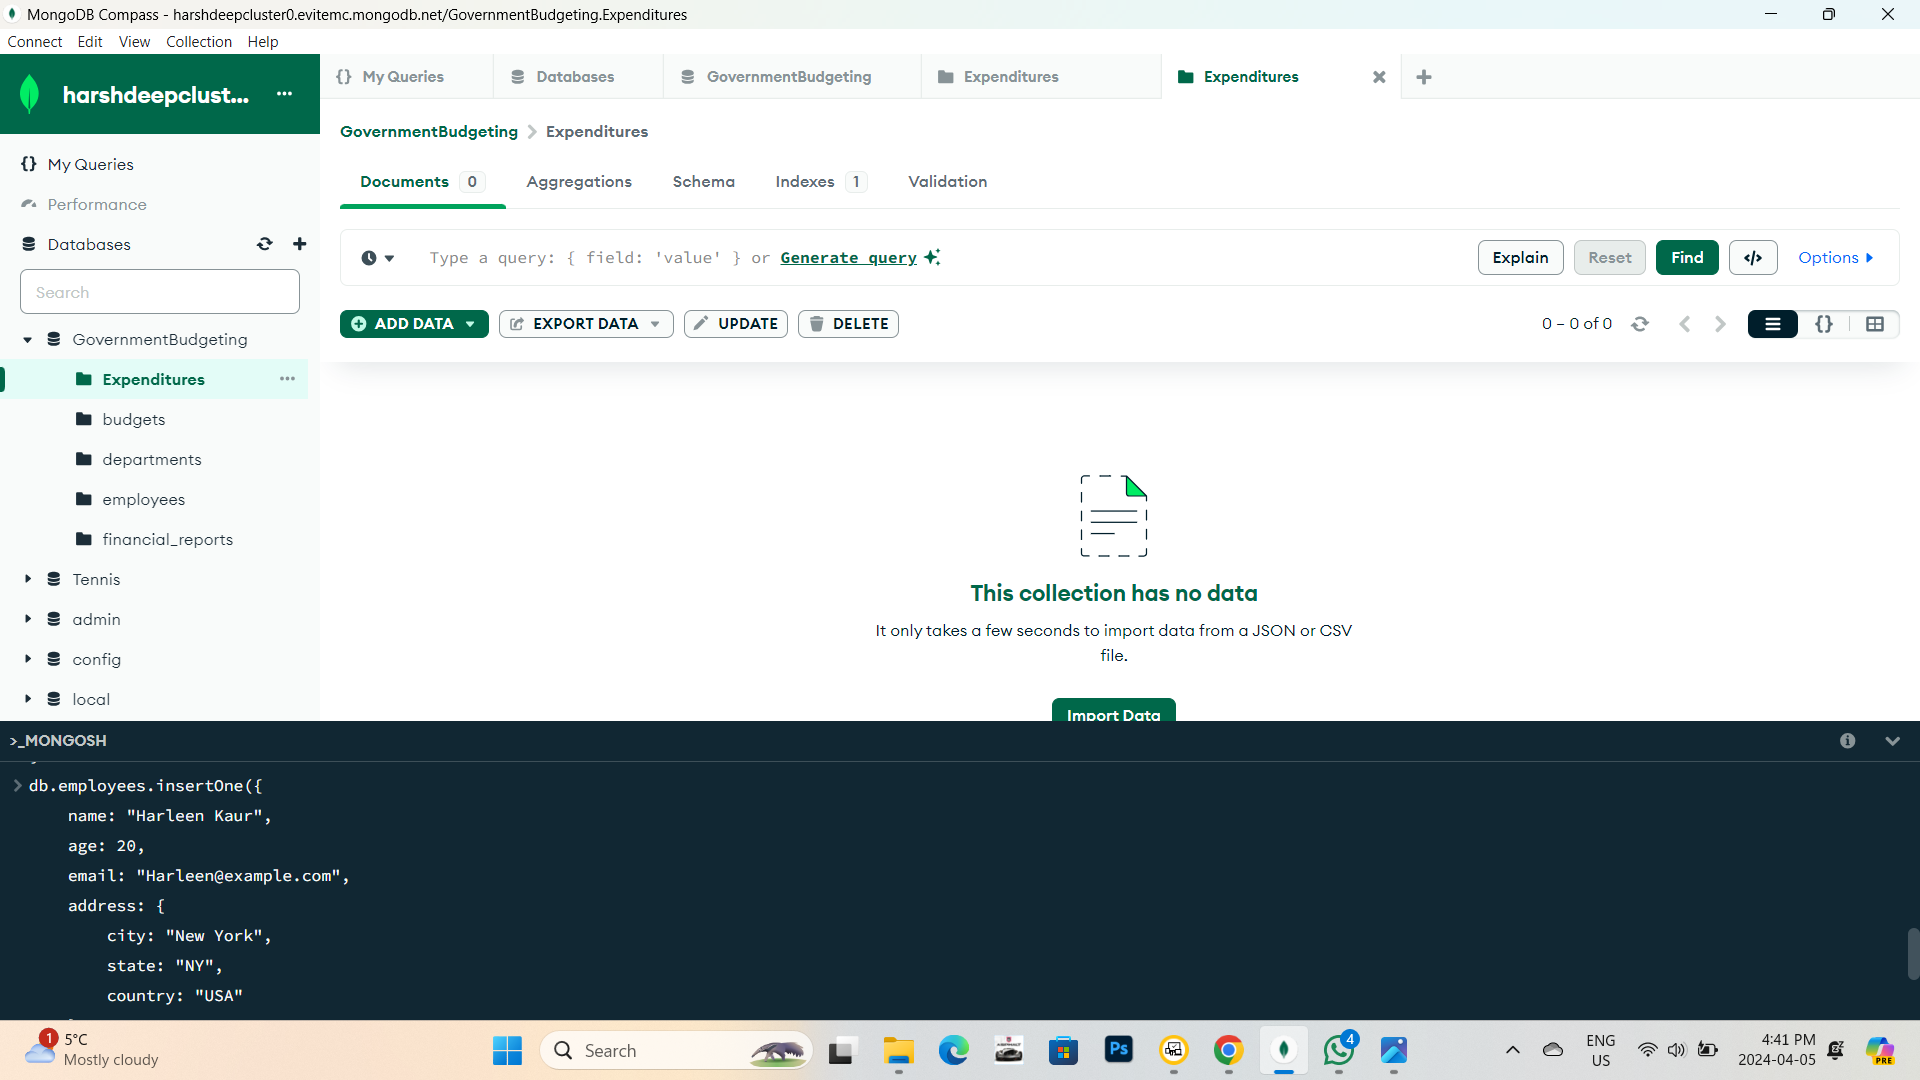 MongoDB Compass - harshdeepcluster0.evitemc.mongodb.net/GovernmentBudgeting.Expenditures
Connect Edit View Collection Help
harshdeepclust... ...
{} My Queries
Databases
GovernmentBudgeting
Expenditures
Expenditures
GovernmentBudgeting > Expenditures
My Queries
Performance
Databases
Search
GovernmentBudgeting
Expenditures ...
budgets
departments
employees
financial_reports
Tennis
admin
config
local
Documents 0 Aggregations Schema Indexes 1 Validation
Type a query: { field: 'value' } or Generate query
Explain Reset Find </> Options
ADD DATA EXPORT DATA UPDATE DELETE
0 – 0 of 0 {}
This collection has no data
It only takes a few seconds to import data from a JSON or CSV
file.
Import Data
>_MONGOSH
> db.employees.insertOne({
name: "Harleen Kaur",
age: 20,
email: "Harleen@example.com",
address: {
city: "New York",
state: "NY",
country: "USA"
1 5°C
Mostly cloudy
Search
Ps
4
ENG
US
4:41 PM
2024-04-05
PRE